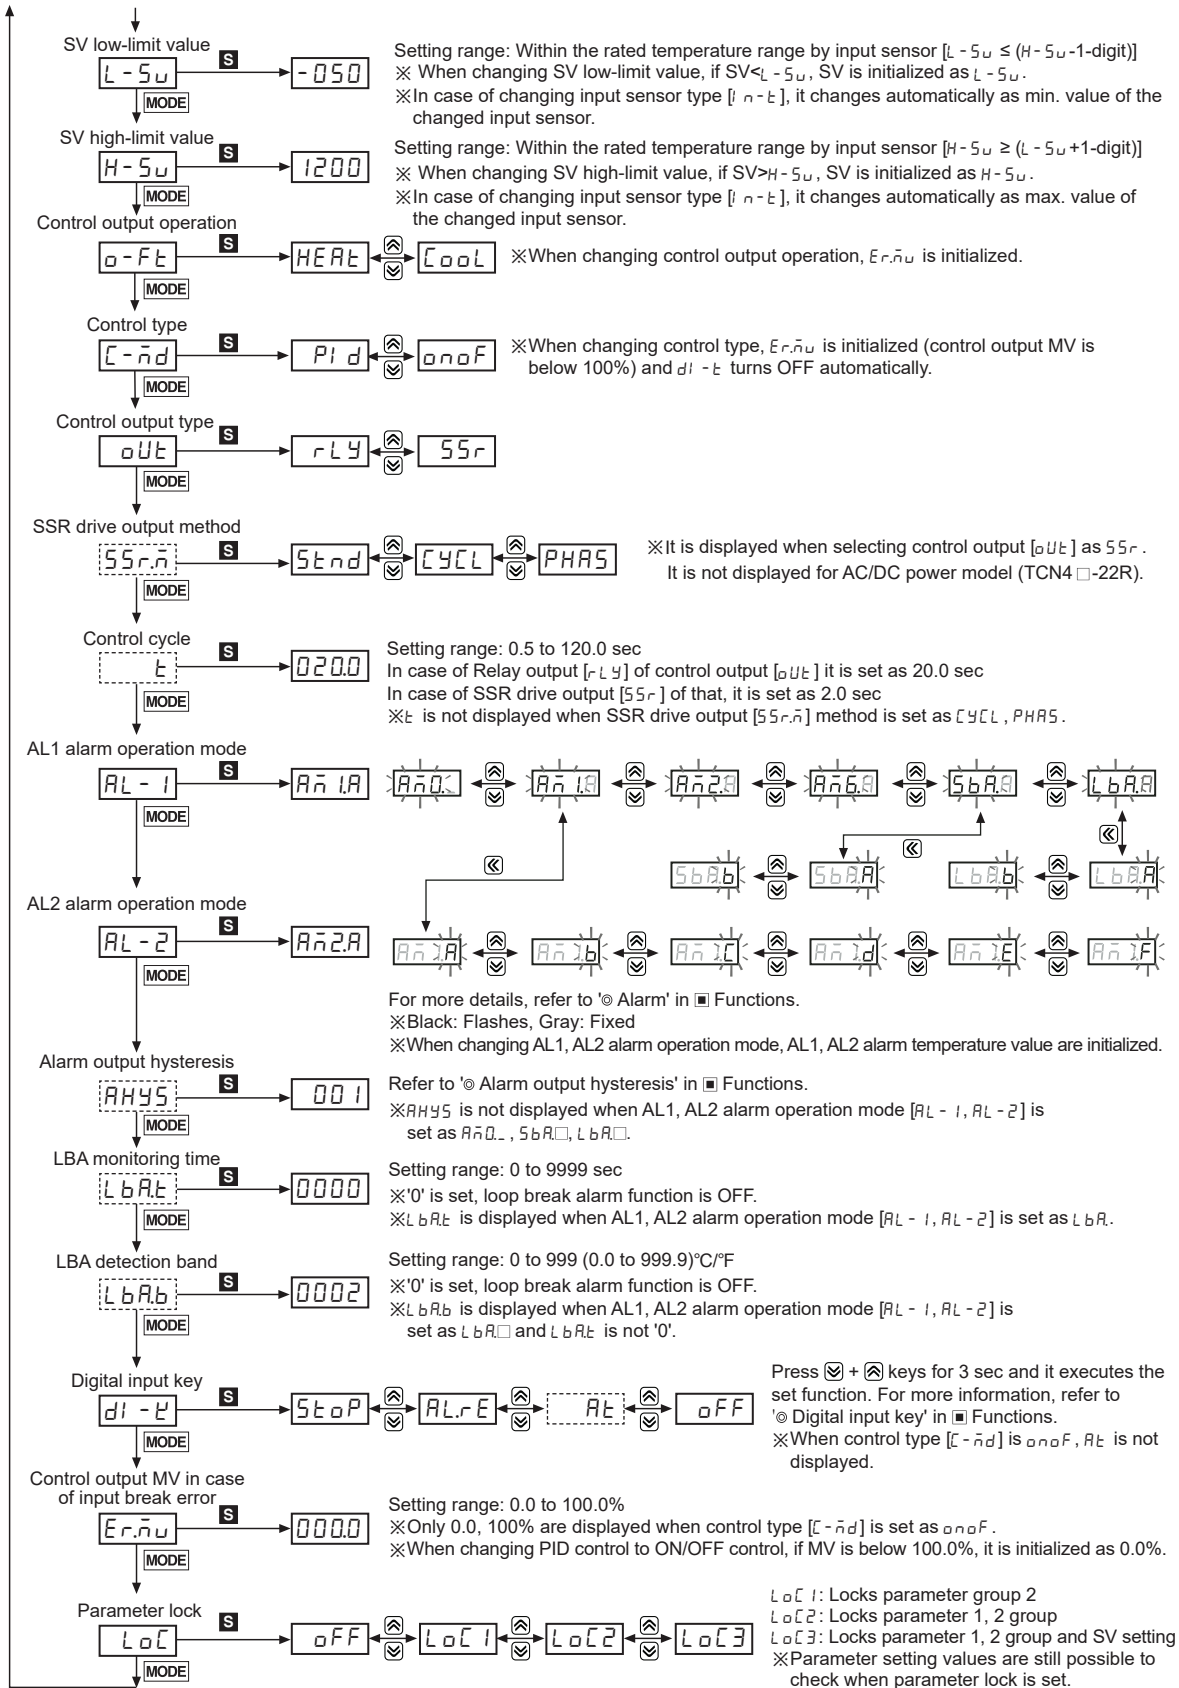 SV low-limit value
S
L-Su
-050
MODE
Setting range: Within the rated temperature range by input sensor [L-Su ≤ (H-Su-1-digit)]
※ When changing SV low-limit value, if SV<L-Su, SV is initialized as L-Su.
※In case of changing input sensor type [In-t], it changes automatically as min. value of the
changed input sensor.
SV high-limit value
S
H-Su
1200
MODE
Setting range: Within the rated temperature range by input sensor [H-Su ≥ (L-Su+1-digit)]
※ When changing SV high-limit value, if SV>H-Su, SV is initialized as H-Su.
※In case of changing input sensor type [In-t], it changes automatically as max. value of
the changed input sensor.
Control output operation
S
o-Ft
HEAt
CooL
MODE
※When changing control output operation, Er.mu is initialized.
Control type
S
C-md
PId
onoF
MODE
※When changing control type, Er.mu is initialized (control output MV is
below 100%) and dI-t turns OFF automatically.
Control output type
S
oUt
rLY
SSr
MODE
SSR drive output method
S
SSr.m
Stnd
CYCL
PHAS
MODE
※It is displayed when selecting control output [oUt] as SSr.
It is not displayed for AC/DC power model (TCN4□-22R).
Control cycle
S
t
020.0
MODE
Setting range: 0.5 to 120.0 sec
In case of Relay output [rLY] of control output [oUt] it is set as 20.0 sec
In case of SSR drive output [SSr] of that, it is set as 2.0 sec
※t is not displayed when SSR drive output [SSr.m] method is set as CYCL, PHAS.
AL1 alarm operation mode
S
AL-1
Am1.A
Am0._
Am1.A
Am2.A
Am6.A
SbA.A
LbA.A
MODE
SbA.b
SbA.A
LbA.b
LbA.A
AL2 alarm operation mode
S
AL-2
Am2.A
Am1.A
Am1.b
Am1.C
Am1.d
Am1.E
Am1.F
MODE
For more details, refer to '◎ Alarm' in ▣ Functions.
※Black: Flashes, Gray: Fixed
※When changing AL1, AL2 alarm operation mode, AL1, AL2 alarm temperature value are initialized.
Alarm output hysteresis
S
AHYS
001
MODE
Refer to '◎ Alarm output hysteresis' in ▣ Functions.
※AHYS is not displayed when AL1, AL2 alarm operation mode [AL-1, AL-2] is
set as Am0._, SbA.□, LbA.□.
LBA monitoring time
S
LbA.t
0000
MODE
Setting range: 0 to 9999 sec
※'0' is set, loop break alarm function is OFF.
※LbA.t is displayed when AL1, AL2 alarm operation mode [AL-1, AL-2] is set as LbA.
LBA detection band
S
LbA.b
0002
MODE
Setting range: 0 to 999 (0.0 to 999.9)℃/℉
※'0' is set, loop break alarm function is OFF.
※LbA.b is displayed when AL1, AL2 alarm operation mode [AL-1, AL-2] is
set as LbA.□ and LbA.t is not '0'.
Digital input key
S
dI-k
StoP
AL.rE
At
oFF
MODE
Press + keys for 3 sec and it executes the
set function. For more information, refer to
'◎ Digital input key' in ▣ Functions.
※When control type [C-md] is onoF, At is not
displayed.
Control output MV in case
of input break error
S
Er.mu
000.0
MODE
Setting range: 0.0 to 100.0%
※Only 0.0, 100% are displayed when control type [C-md] is set as onoF.
※When changing PID control to ON/OFF control, if MV is below 100.0%, it is initialized as 0.0%.
Parameter lock
S
LoC
oFF
LoC1
LoC2
LoC3
MODE
LoC1: Locks parameter group 2
LoC2: Locks parameter 1, 2 group
LoC3: Locks parameter 1, 2 group and SV setting
※Parameter setting values are still possible to
check when parameter lock is set.